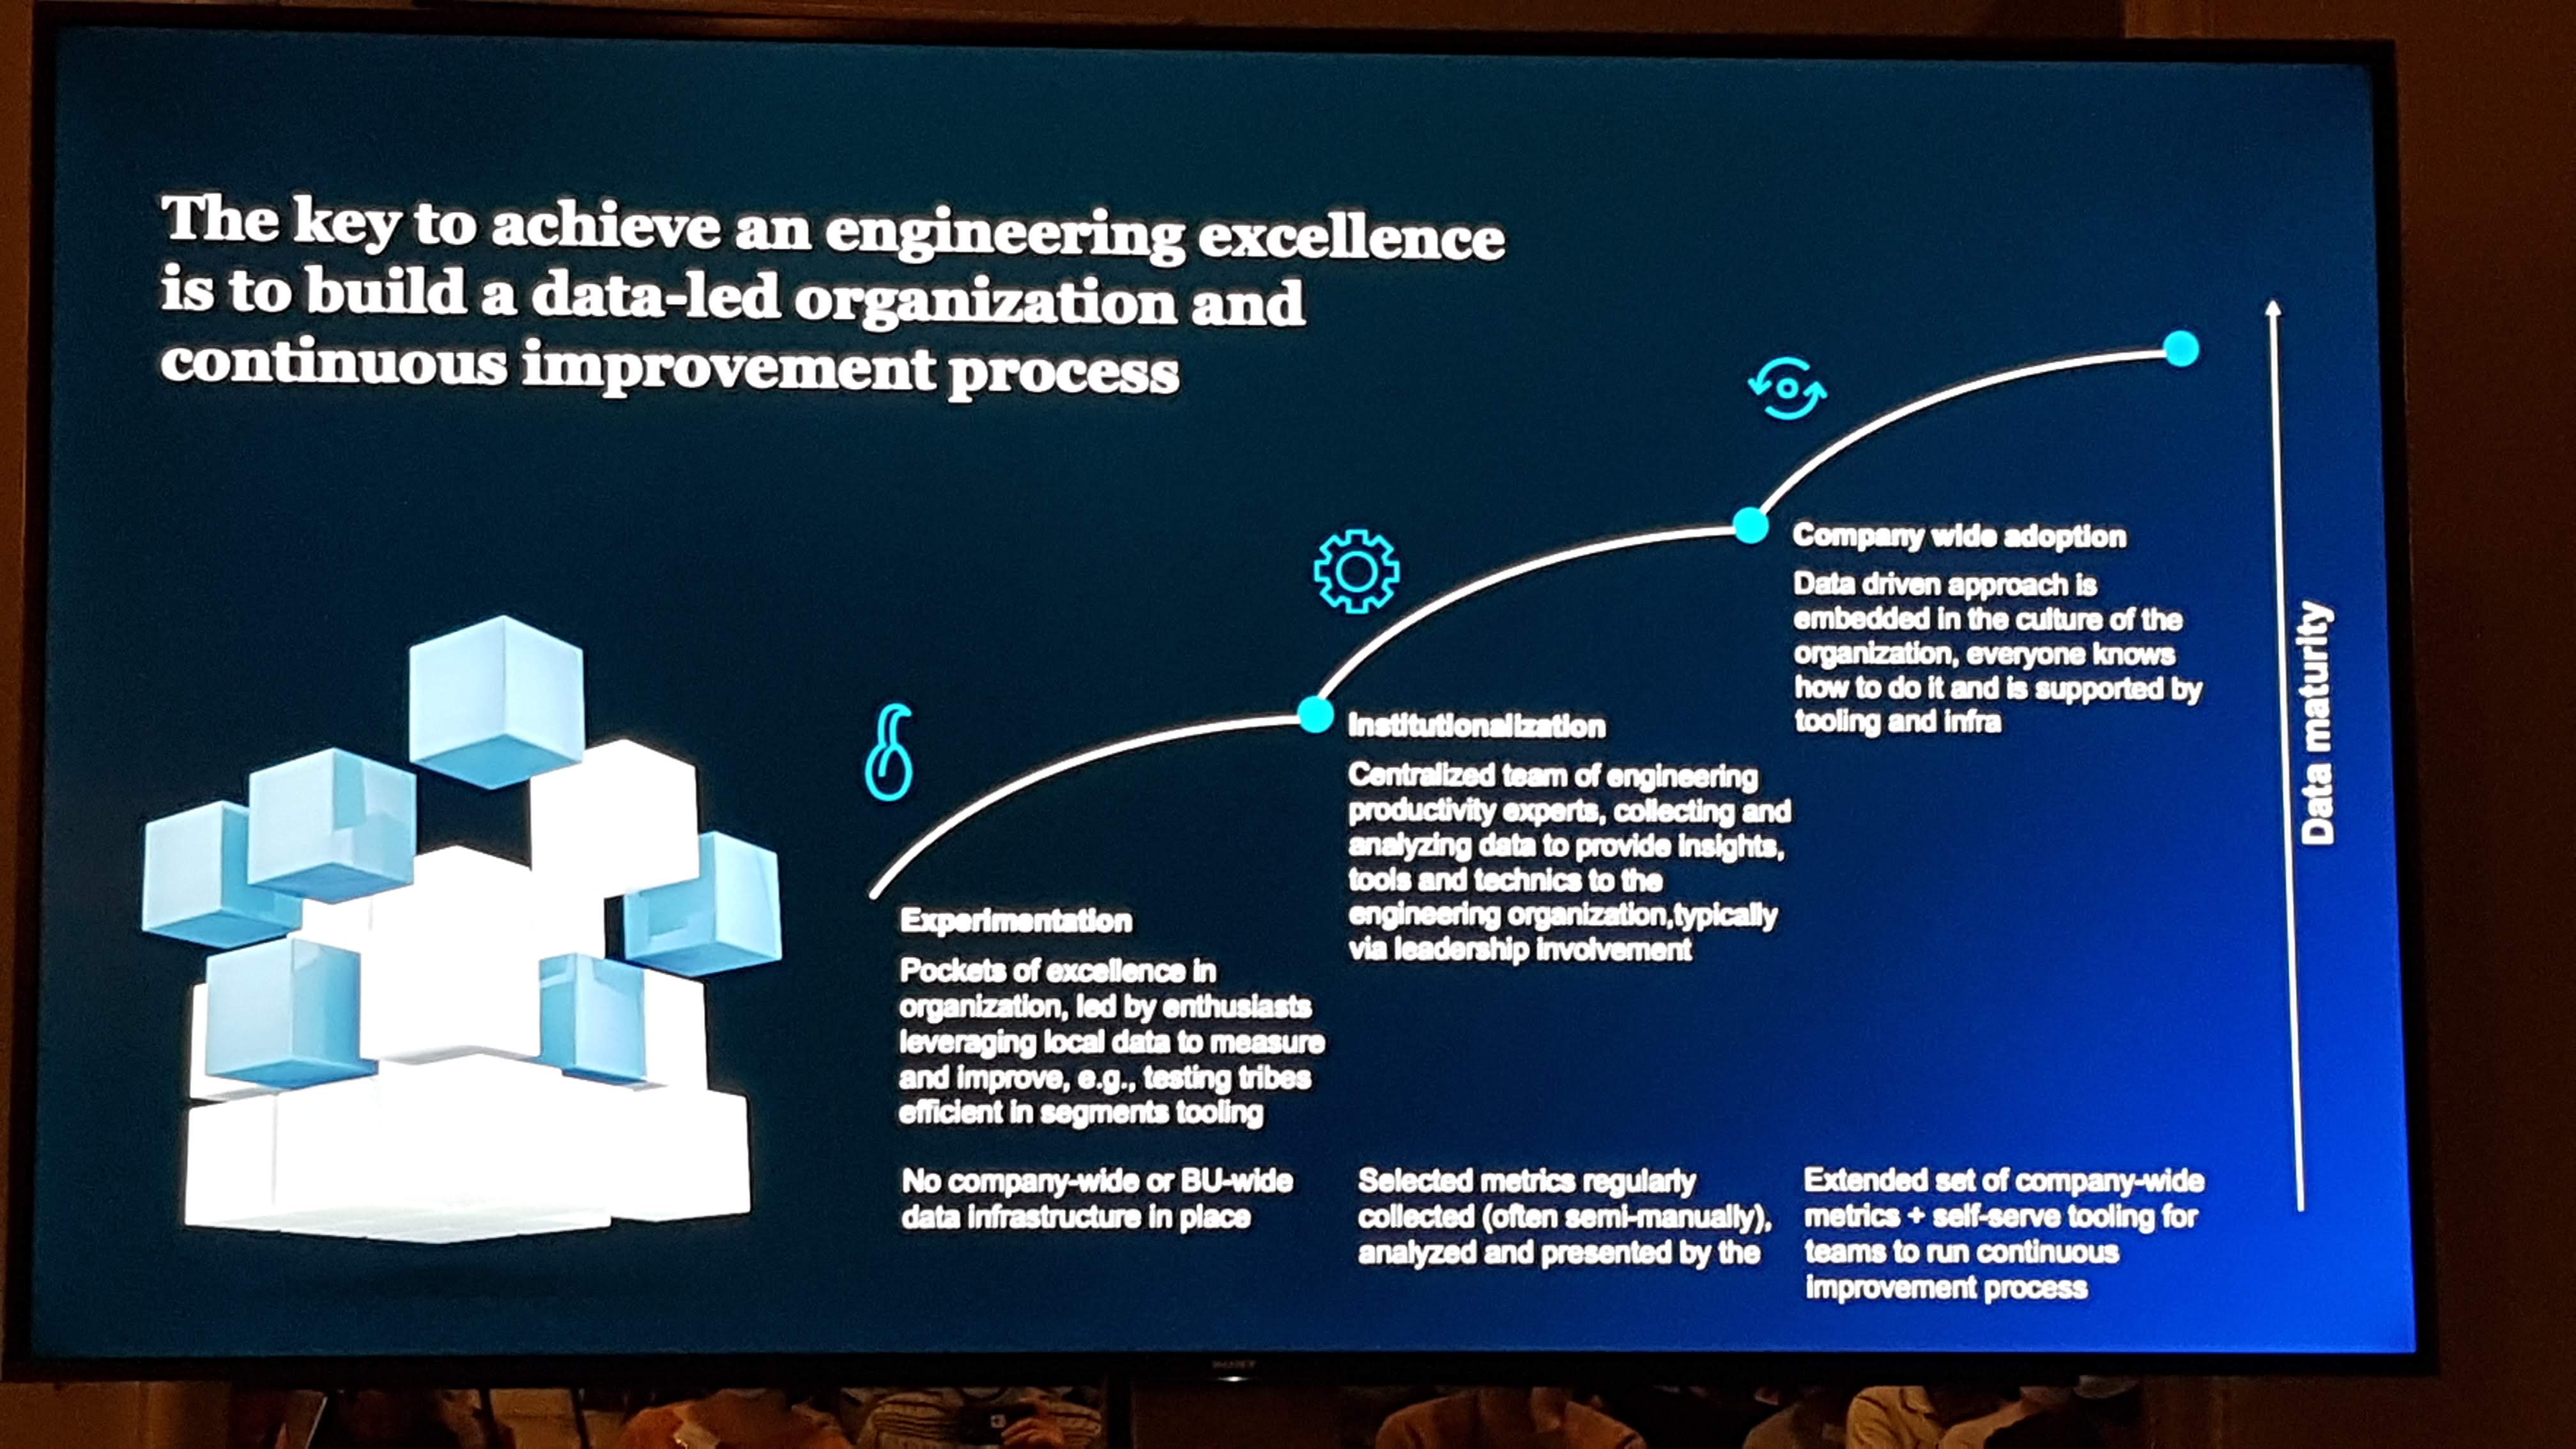 The key to achieve an engineering excellence
is to build a data-led organization and
continuous improvement process
Experimentation
Pockets of excellence in
organization, led by enthusiasts
leveraging local data to measure
and improve, e.g., testing tribes
efficient in segments tooling
No company-wide or BU-wide
data infrastructure in place
Institutionalization
Centralized team of engineering
productivity experts, collecting and
analyzing data to provide insights,
tools and technics to the
engineering organization,typically
via leadership involvement
Selected metrics regularly
collected (often semi-manually),
analyzed and presented by the
Company wide adoption
Data driven approach is
embedded in the culture of the
organization, everyone knows
how to do it and is supported by
tooling and infra
Extended set of company-wide
metrics + self-serve tooling for
teams to run continuous
improvement process
Data maturity
SONY